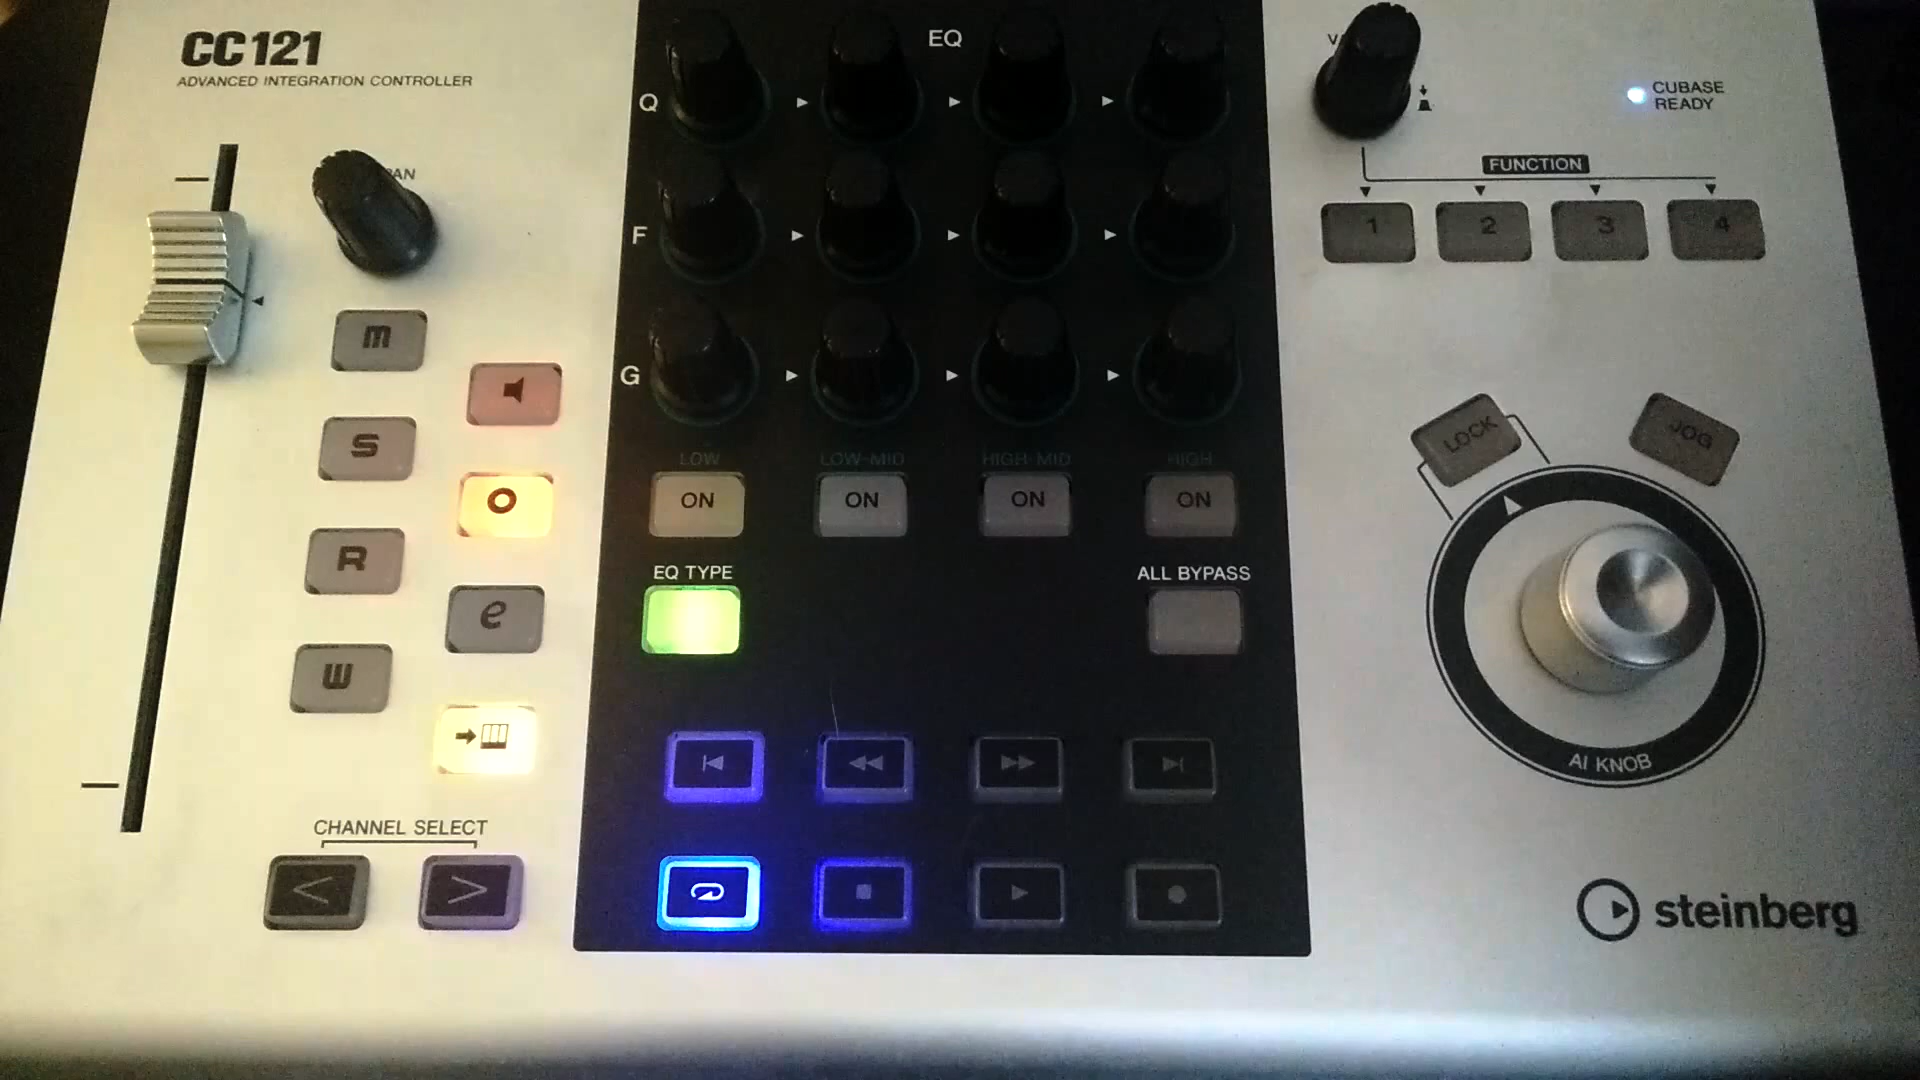 CC121
ADVANCED INTEGRATION CONTROLLER
EQ
CUBASE
READY
Q
FUNCTION
F
1 2 3 4
m
G
S
LOCK
JOG
LOW LOW-MID HIGH-MID HIGH
ON ON ON ON
R
EQ TYPE ALL BYPASS
e
W
AI KNOB
CHANNEL SELECT
< >
steinberg